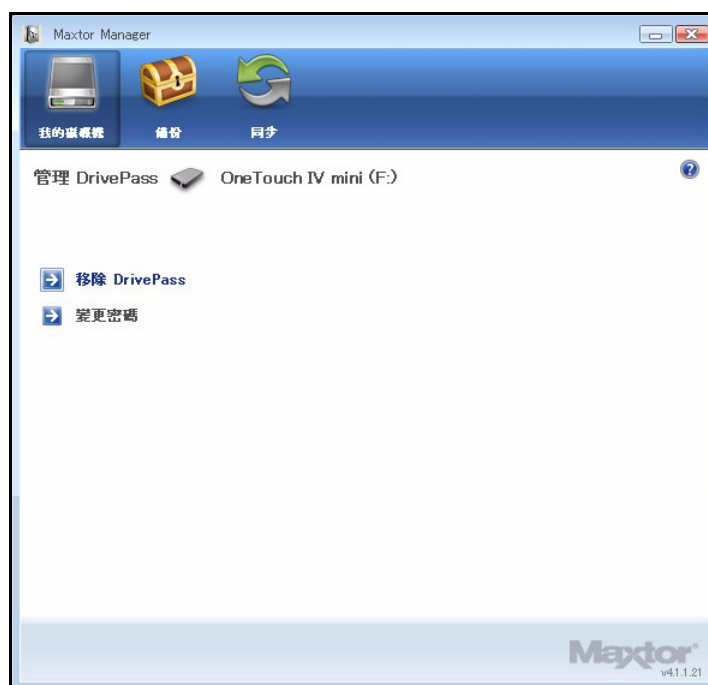 Maxtor Manager
我的磁碟機
備份
同步
管理 DrivePass OneTouch IV mini (F:)
移除 DrivePass
變更密碼
Maxtor
v4.1.1.21